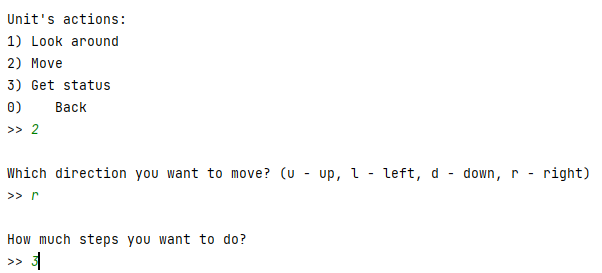 Unit's actions:
1) Look around
2) Move
3) Get status
0)    Back
>> 2
Which direction you want to move? (u - up, l - left, d - down, r - right)
>> r
How much steps you want to do?
>> 3